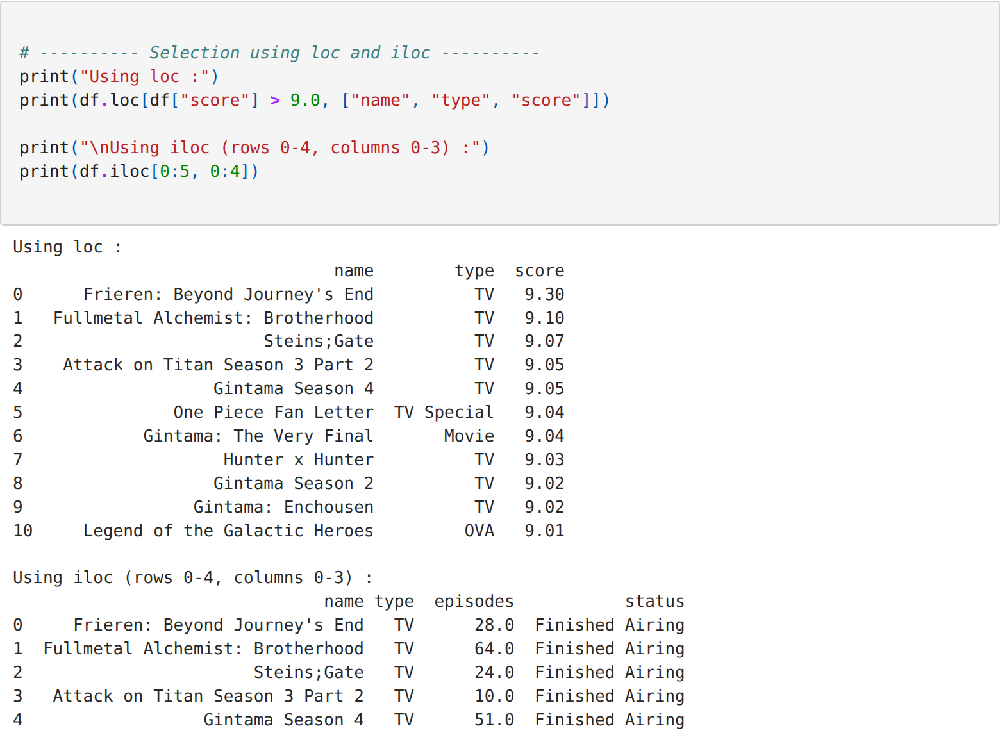 # ---------- Selection using loc and iloc ----------
print("Using loc :")
print(df.loc[df["score"] > 9.0, ["name", "type", "score"]])
print("\nUsing iloc (rows 0-4, columns 0-3) :")
print(df.iloc[0:5, 0:4])
Using loc :
name type score
0 Frieren: Beyond Journey's End TV 9.30
1 Fullmetal Alchemist: Brotherhood TV 9.10
2 Steins;Gate TV 9.07
3 Attack on Titan Season 3 Part 2 TV 9.05
4 Gintama Season 4 TV 9.05
5 One Piece Fan Letter TV Special 9.04
6 Gintama: The Very Final Movie 9.04
7 Hunter x Hunter TV 9.03
8 Gintama Season 2 TV 9.02
9 Gintama: Enchousen TV 9.02
10 Legend of the Galactic Heroes OVA 9.01
Using iloc (rows 0-4, columns 0-3) :
name type episodes status
0 Frieren: Beyond Journey's End TV 28.0 Finished Airing
1 Fullmetal Alchemist: Brotherhood TV 64.0 Finished Airing
2 Steins;Gate TV 24.0 Finished Airing
3 Attack on Titan Season 3 Part 2 TV 10.0 Finished Airing
4 Gintama Season 4 TV 51.0 Finished Airing